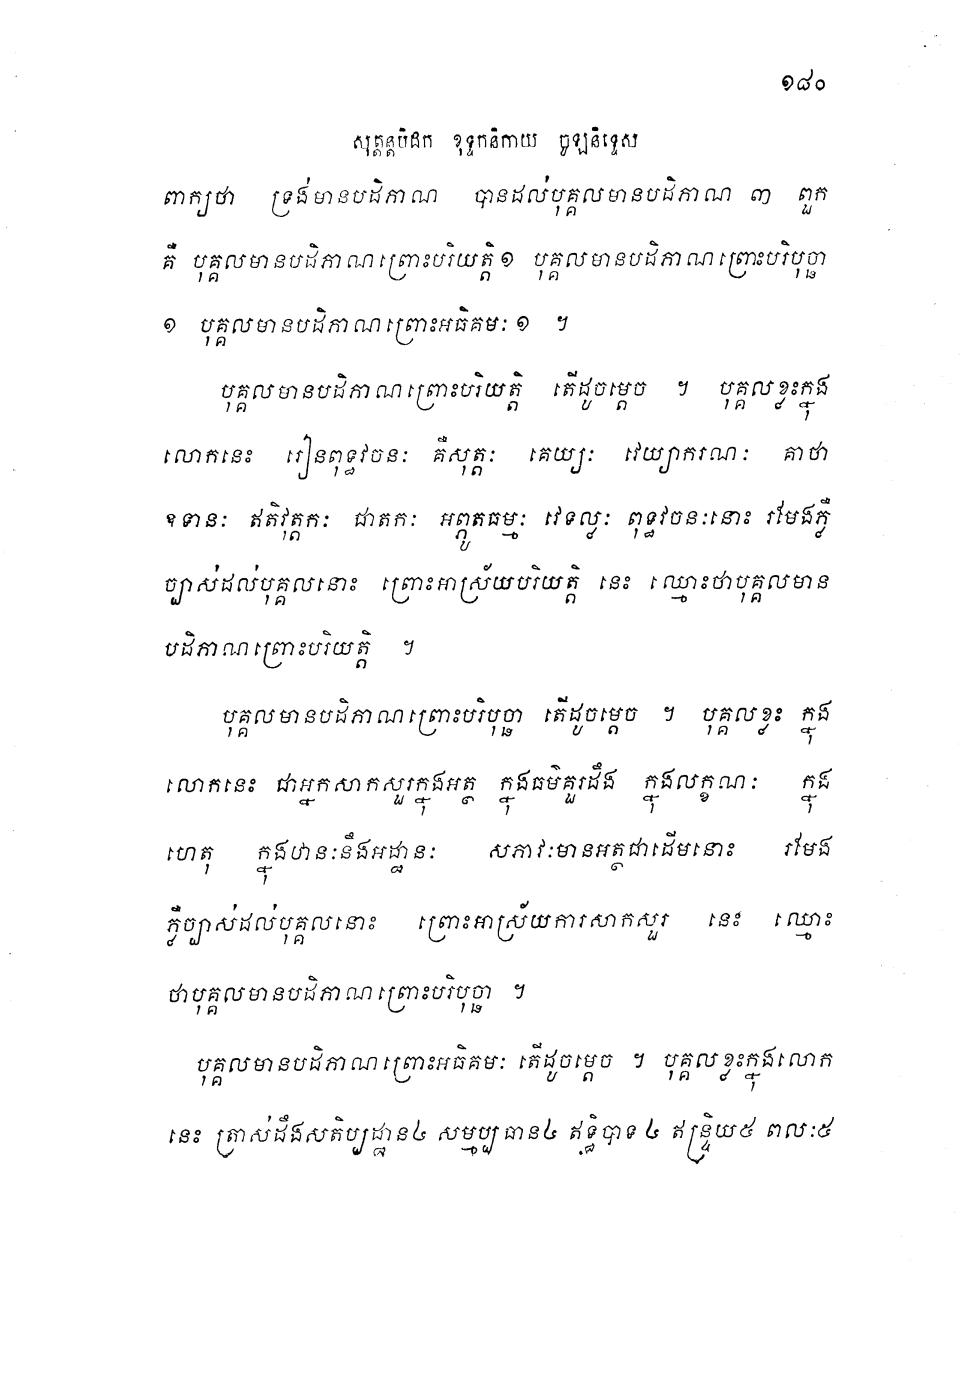 ១៨០
សុត្តន្តបិដក ខុទ្ទកនិកាយ ចូឡនិទ្ទេស
ពាក្យថា ទ្រង់មានបដិភាណ បានដល់បុគ្គលមានបដិភាណ ៣ ពួក
គឺ បុគ្គលមានបដិភាណព្រោះបរិយត្តិ១ បុគ្គលមានបដិភាណព្រោះបរិបុច្ឆា
១ បុគ្គលមានបដិភាណព្រោះអធិគមៈ ១ ។
បុគ្គលមានបដិភាណព្រោះបរិយត្តិ តើដូចម្តេច ។ បុគ្គលខ្លះក្នុង
លោកនេះ រៀនពុទ្ធវចនៈ គឺសុត្តៈ គេយ្យៈ វេយ្យាករណៈ គាថា
ឧទានៈ ឥតិវុត្តកៈ ជាតកៈ អព្ភូតធម្មៈ វេទល្លៈ ពុទ្ធវចនៈនោះ រមែងភ្លឺ
ច្បាស់ដល់បុគ្គលនោះ ព្រោះអាស្រ័យបរិយត្តិ នេះ ឈ្មោះថាបុគ្គលមាន
បដិភាណព្រោះបរិយត្តិ ។
បុគ្គលមានបដិភាណព្រោះបរិបុច្ឆា តើដូចម្តេច ។ បុគ្គលខ្លះ ក្នុង
លោកនេះ ជាអ្នកសាកសួរក្នុងអត្ថ ក្នុងធម៌គួរដឹង ក្នុងលក្ខណៈ ក្នុង
ហេតុ ក្នុងឋានៈនឹងអដ្ឋានៈ សភាវៈមានអត្ថជាដើមនោះ រមែង
ភ្លឺច្បាស់ដល់បុគ្គលនោះ ព្រោះអាស្រ័យការសាកសួរ នេះ ឈ្មោះ
ថាបុគ្គលមានបដិភាណព្រោះបរិបុច្ឆា ។
បុគ្គលមានបដិភាណព្រោះអធិគមៈ តើដូចម្តេច ។ បុគ្គលខ្លះក្នុងលោក
នេះ ត្រាស់ដឹងសតិប្បដ្ឋាន៤ សម្មប្បធាន៤ ឥទ្ធិបាទ ៤ ឥន្ទ្រិយ៥ ពលៈ៥